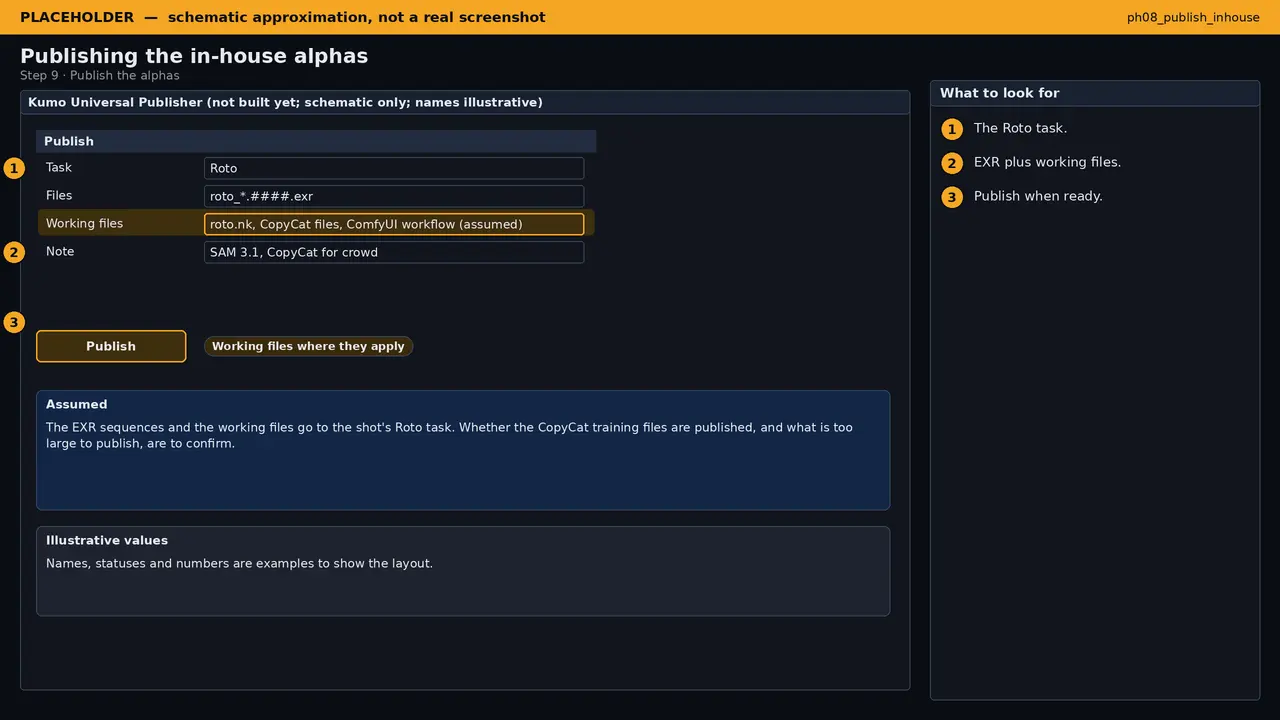 PLACEHOLDER — schematic approximation, not a real screenshot
ph08_publish_inhouse
Publishing the in-house alphas
Step 9 · Publish the alphas
Kumo Universal Publisher (not built yet; schematic only; names illustrative)
Publish
1
Task
Roto
Files
roto_*.####.exr
Working files
roto.nk, CopyCat files, ComfyUI workflow (assumed)
2
Note
SAM 3.1, CopyCat for crowd
3
Publish
Working files where they apply
Assumed
The EXR sequences and the working files go to the shot's Roto task. Whether the CopyCat training files are published, and what is too
large to publish, are to confirm.
Illustrative values
Names, statuses and numbers are examples to show the layout.
What to look for
1 The Roto task.
2 EXR plus working files.
3 Publish when ready.